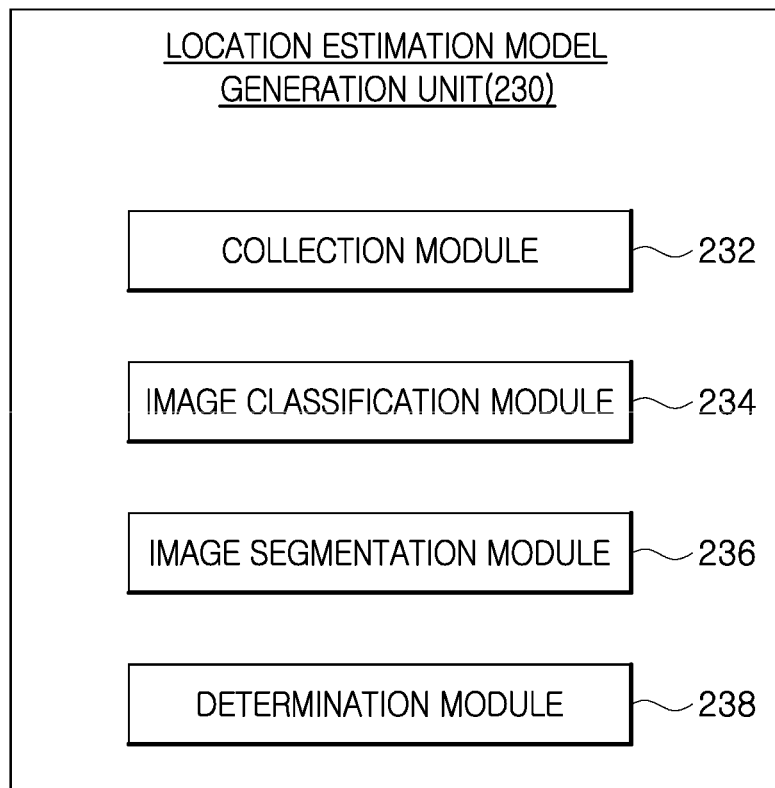 LOCATION ESTIMATION MODEL
GENERATION UNIT(230)
COLLECTION MODULE
232
IMAGE CLASSIFICATION MODULE
234
IMAGE SEGMENTATION MODULE
236
DETERMINATION MODULE
238